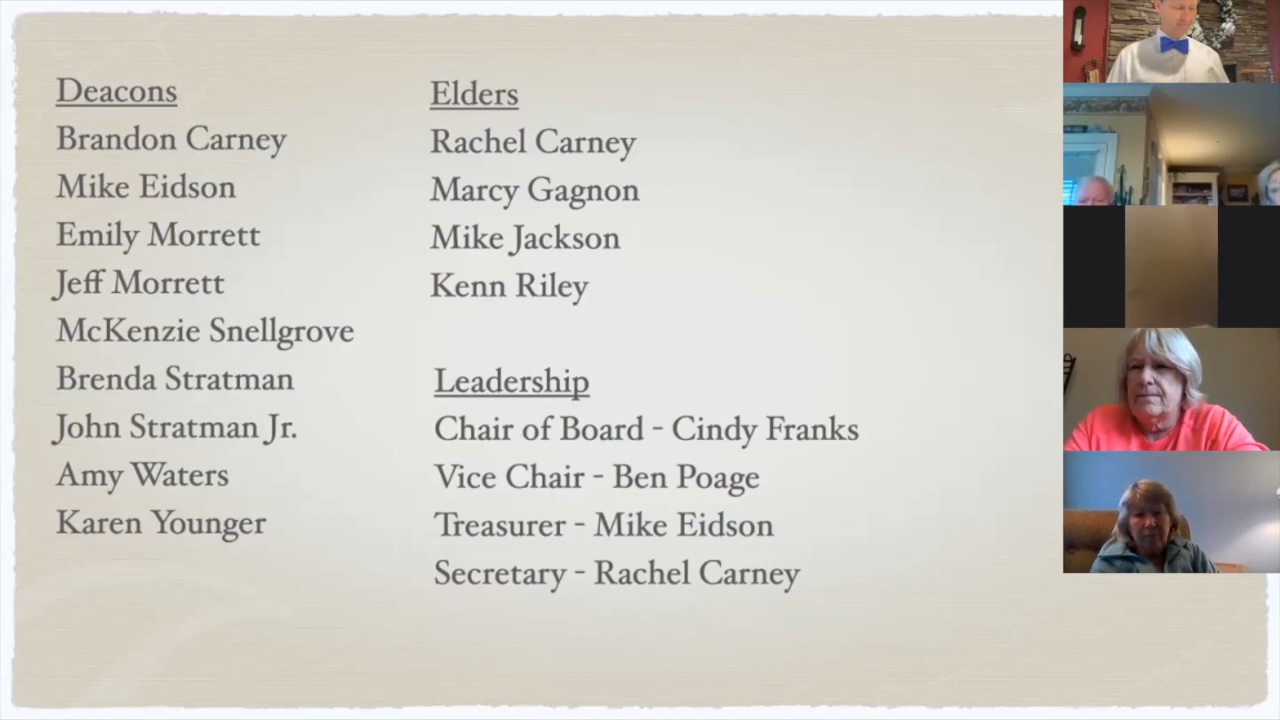 Deacons
Brandon Carney
Mike Eidson
Emily Morrett
Jeff Morrett
McKenzie Snellgrove
Brenda Stratman
John Stratman Jr.
Amy Waters
Karen Younger
Elders
Rachel Carney
Marcy Gagnon
Mike Jackson
Kenn Riley
Leadership
Chair of Board - Cindy Franks
Vice Chair - Ben Poage
Treasurer - Mike Eidson
Secretary - Rachel Carney